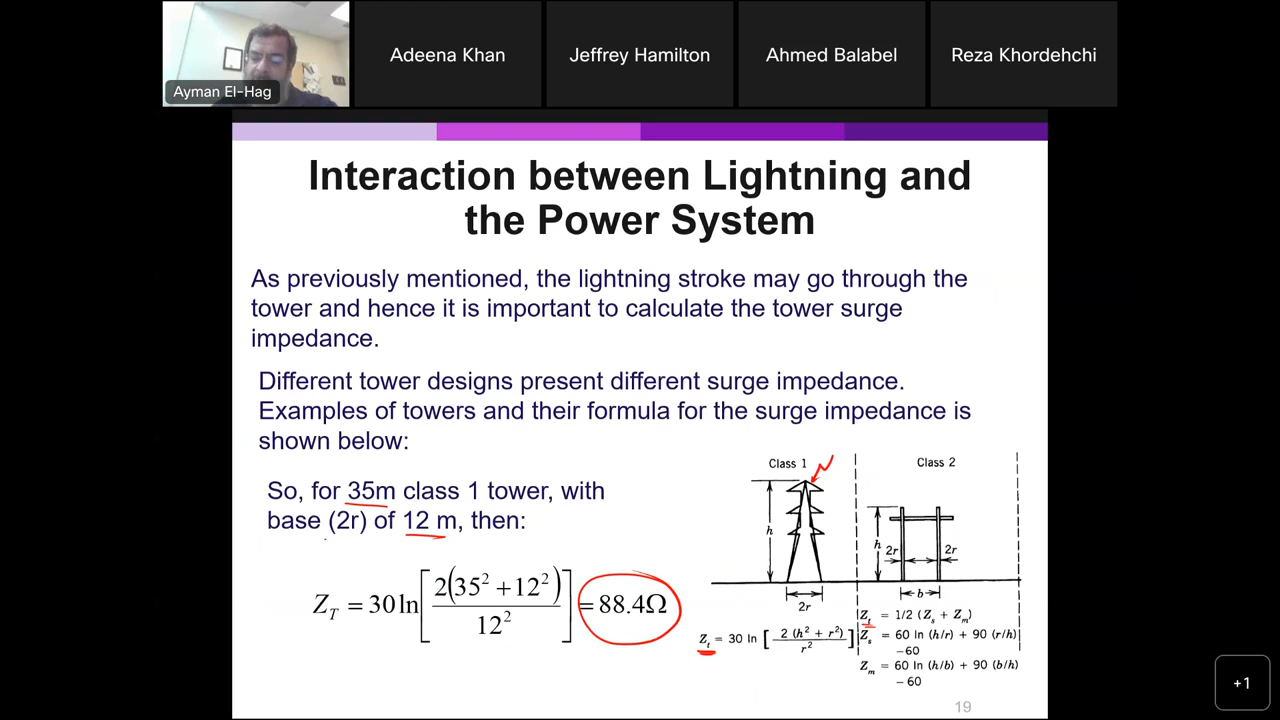 Ayman El-Hag
Adeena Khan
Jeffrey Hamilton
Ahmed Balabel
Reza Khordehchi
Interaction between Lightning and
the Power System
As previously mentioned, the lightning stroke may go through the
tower and hence it is important to calculate the tower surge
impedance.
Different tower designs present different surge impedance.
Examples of towers and their formula for the surge impedance is
shown below:
So, for 35m class 1 tower, with
base (2r) of 12 m, then:
Z_T = 30 ln[2(35² + 12²) / 12²] = 88.4Ω
Class 1
h
2r
Z_t = 30 ln [2 (h² + r²) / r²]
Class 2
h
2r
2r
b
Z_t = 1/2 (Z_s + Z_m)
Z_s = 60 ln (h/r) + 90 (r/h)
– 60
Z_m = 60 ln (h/b) + 90 (b/h)
– 60
19
+1